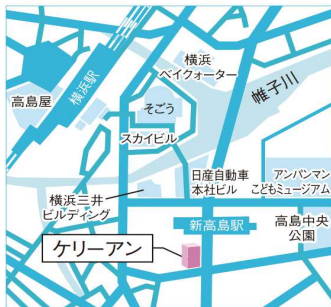 横浜
ベイクォーター
帷子川
高島屋
横浜駅
そごう
スカイビル
横浜三井
ビルディング
日産自動車
本社ビル
アンパンマン
こどもミュージアム
新高島駅
高島中央
公園
ケリーアン